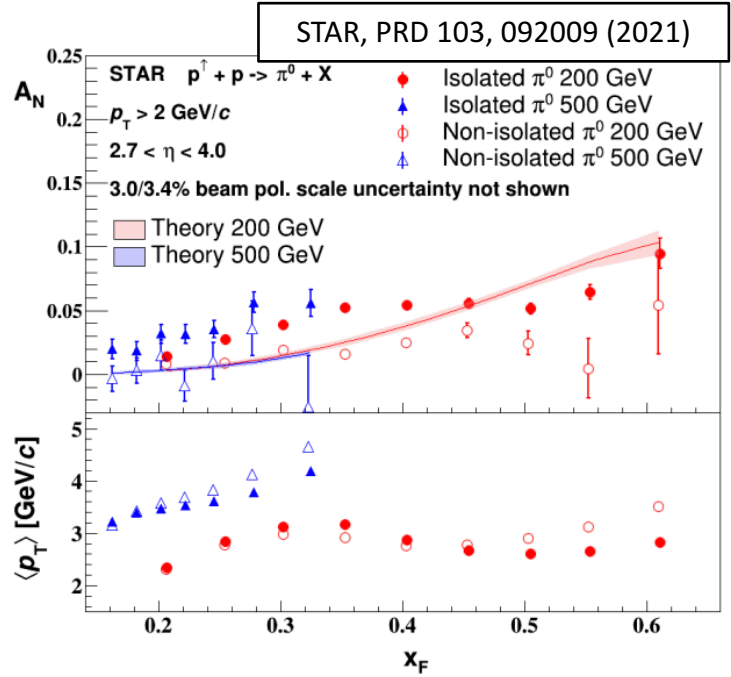 STAR, PRD 103, 092009 (2021)
0.25
0.2
0.15
0.1
0.05
0
A_N
STAR p↑ + p -> π⁰ + X
p_T > 2 GeV/c
2.7 < η < 4.0
3.0/3.4% beam pol. scale uncertainty not shown
Isolated π⁰ 200 GeV
Isolated π⁰ 500 GeV
Non-isolated π⁰ 200 GeV
Non-isolated π⁰ 500 GeV
Theory 200 GeV
Theory 500 GeV
⟨p_T⟩ [GeV/c]
5
4
3
2
0.2 0.3 0.4 0.5 0.6
x_F